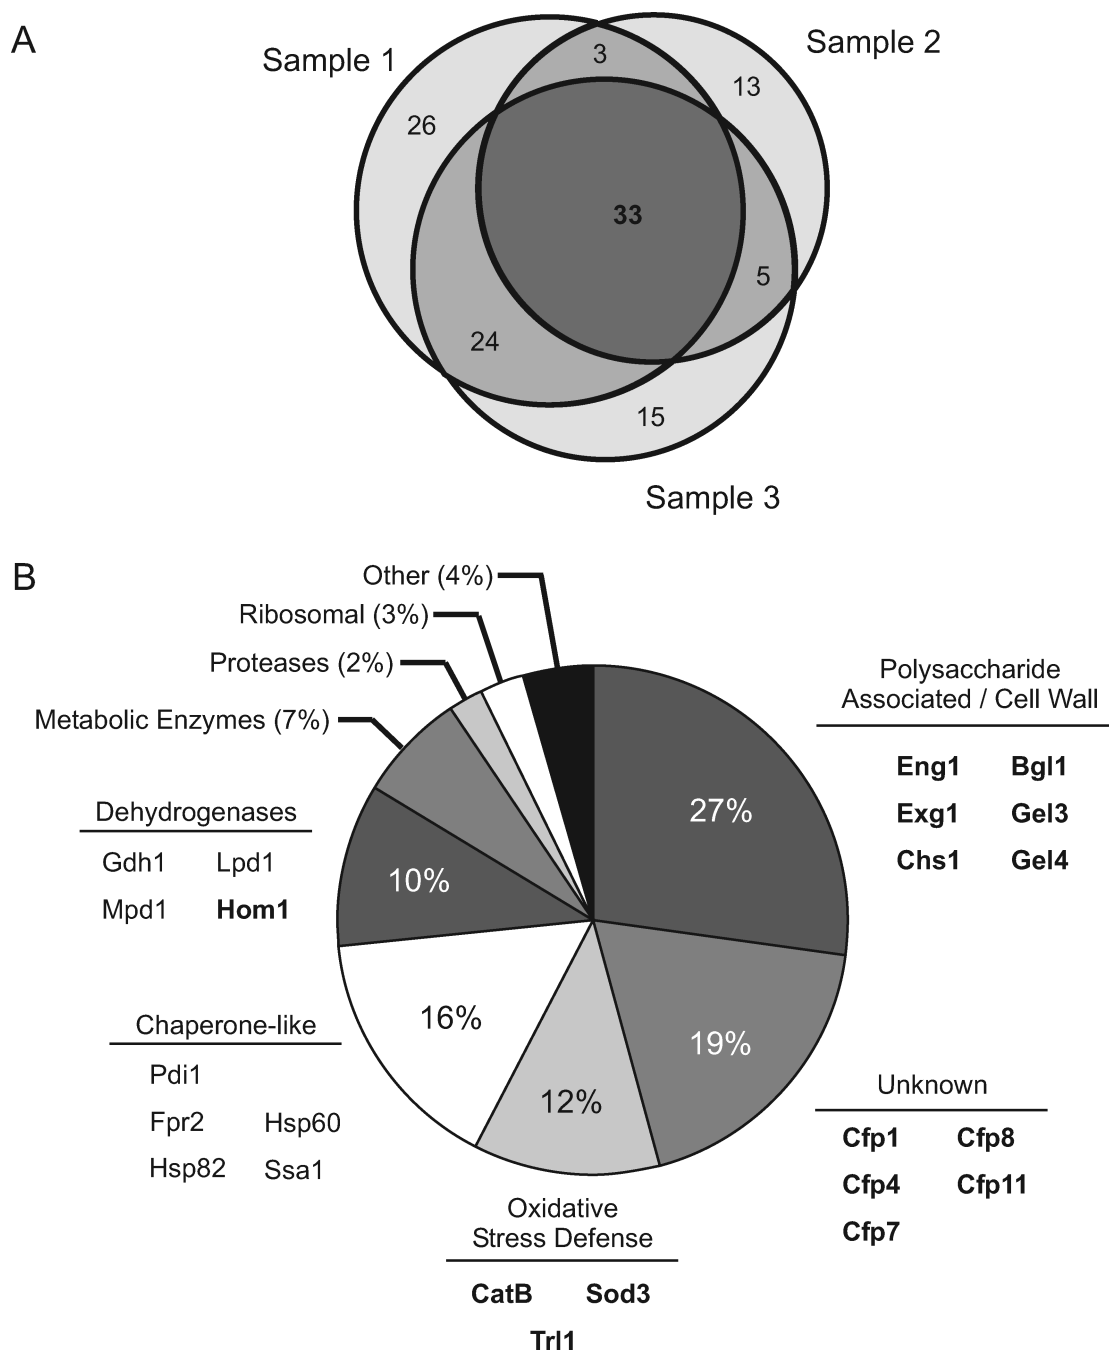 A
Sample 1
Sample 2
3
13
26
33
5
24
15
Sample 3
B
Other (4%)
Ribosomal (3%)
Proteases (2%)
Metabolic Enzymes (7%)
Polysaccharide
Associated / Cell Wall
Eng1 Bgl1
Exg1 Gel3
Chs1 Gel4
27%
Dehydrogenases
Gdh1 Lpd1
Mpd1 Hom1
10%
16%
19%
12%
Chaperone-like
Pdi1
Fpr2 Hsp60
Hsp82 Ssa1
Unknown
Cfp1 Cfp8
Cfp4 Cfp11
Cfp7
Oxidative
Stress Defense
CatB Sod3
Trl1